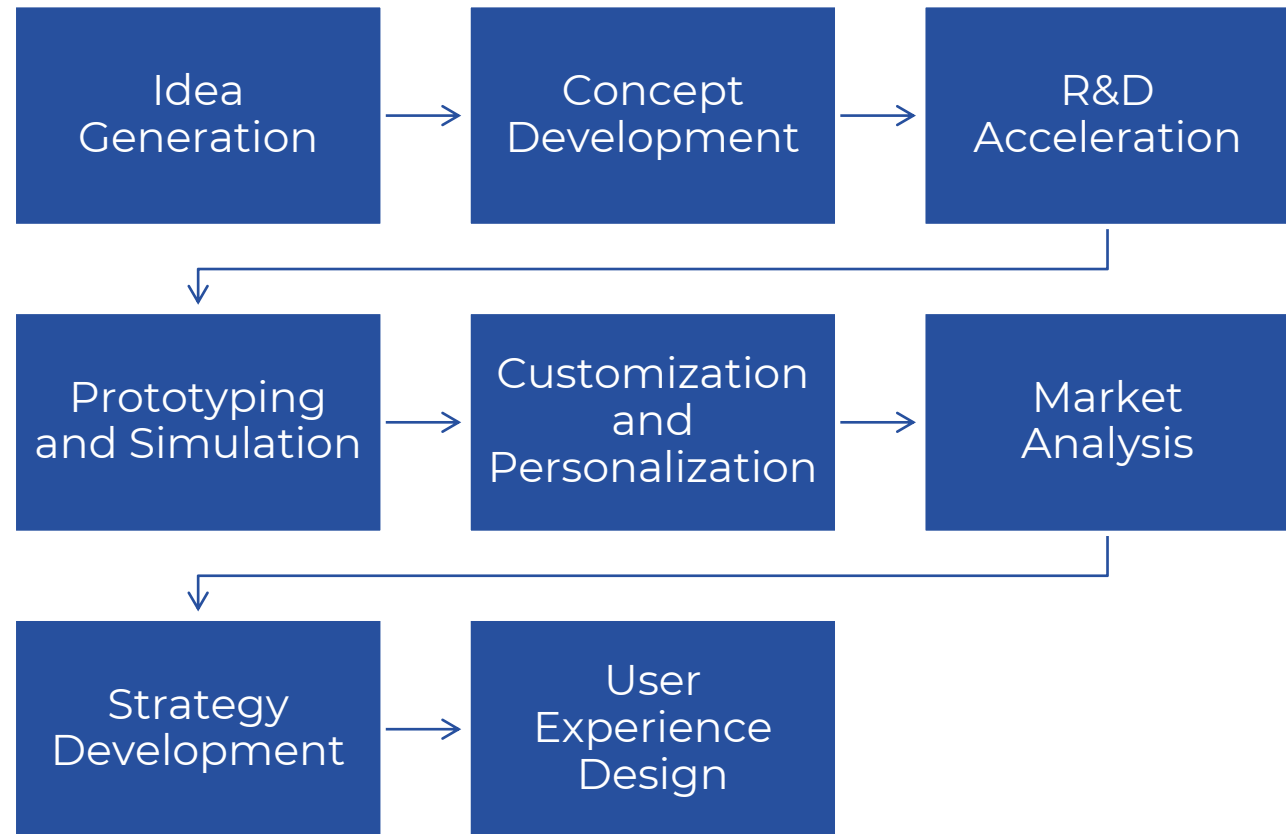 Idea
Generation
Concept
Development
R&D
Acceleration
Prototyping
and Simulation
Customization
and
Personalization
Market
Analysis
Strategy
Development
User
Experience
Design